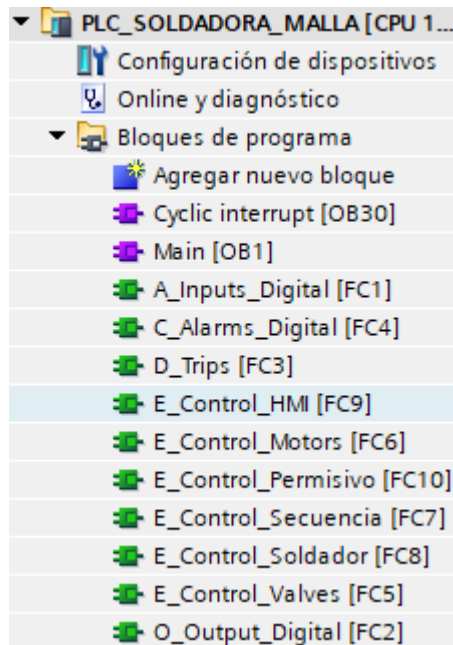 PLC_SOLDADORA_MALLA [CPU 1...
Configuración de dispositivos
Online y diagnóstico
Bloques de programa
Agregar nuevo bloque
Cyclic interrupt [OB30]
Main [OB1]
A_Inputs_Digital [FC1]
C_Alarms_Digital [FC4]
D_Trips [FC3]
E_Control_HMI [FC9]
E_Control_Motors [FC6]
E_Control_Permisivo [FC10]
E_Control_Secuencia [FC7]
E_Control_Soldador [FC8]
E_Control_Valves [FC5]
O_Output_Digital [FC2]